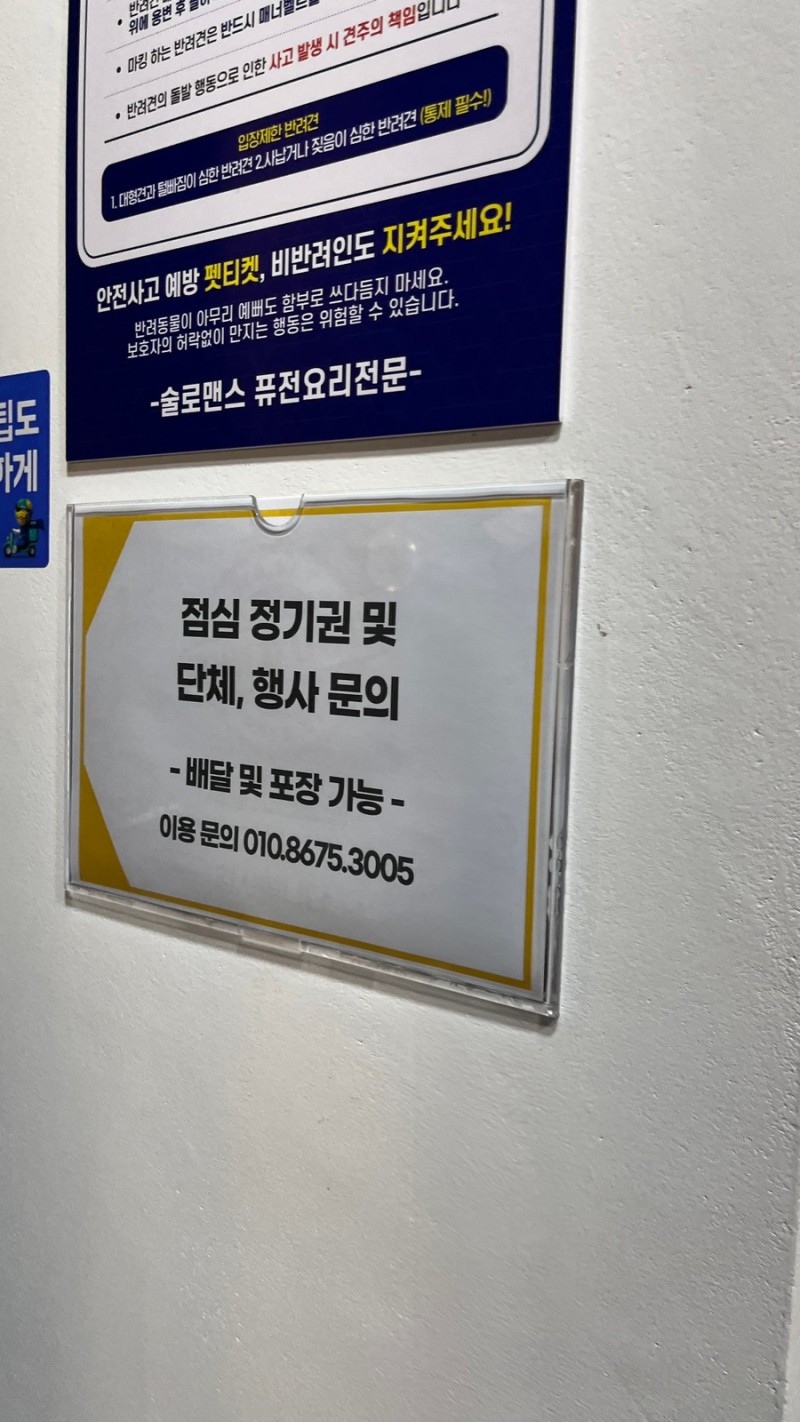 위에 용변 후
• 마킹 하는 반려견은 반드시
• 반려견의 돌발 행동으로 인한 사고 발생 시 견주의 책임입니다
입장제한 반려견
1. 대형견과 털빠짐이 심한 반려견 2.사납거나 짖음이 심한 반려견 (통제 필수!)
안전사고 예방 펫티켓, 비반려인도 지켜주세요!
반려동물이 아무리 예뻐도 함부로 쓰다듬지 마세요.
보호자의 허락없이 만지는 행동은 위험할 수 있습니다.
-술로맨스 퓨전요리전문-
팁도
하게
점심 정기권 및
단체, 행사 문의
- 배달 및 포장 가능 -
이용 문의 010.8675.3005